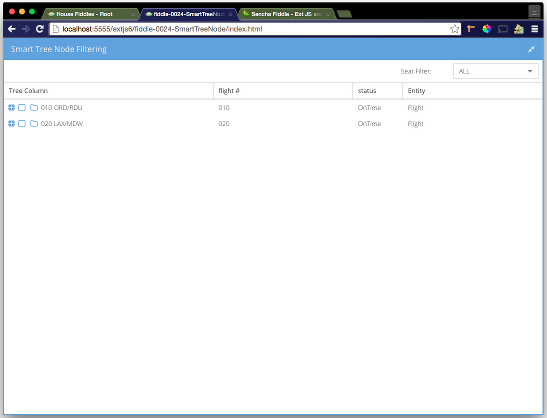 House Fiddles - Root
fiddle-0024-SmartTreeNod
Sencha Fiddle - Ext JS an
localhost:5555/extjs6/fiddle-0024-SmartTreeNode/index.html
Smart Tree Node Filtering
Seat Filter: ALL
Tree Column flight # status Entity
010 ORD/RDU 010 OnTime Flight
020 LAX/MDW 020 OnTime Flight